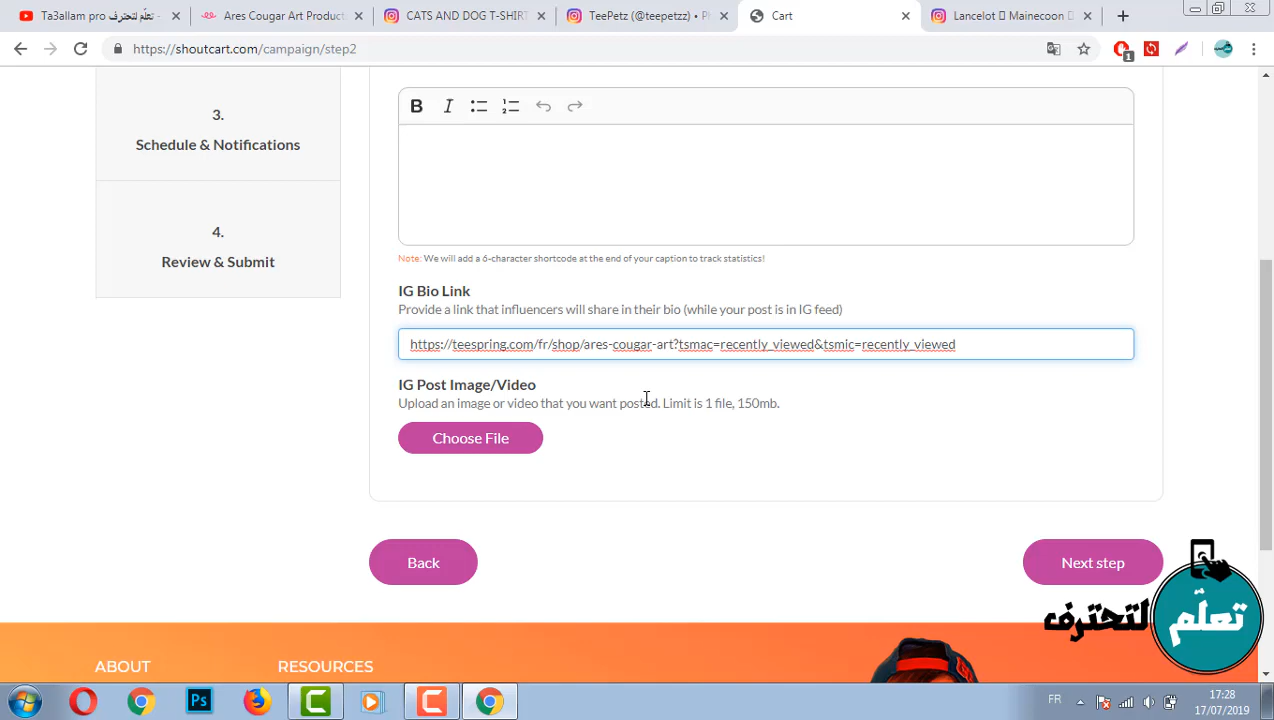 Ta3allam pro تعلّم لتحترف -
Ares Cougar Art Product
CATS AND DOG T-SHIRT
TeePetz (@teepetzz) • Ph
Cart
Lancelot Mainecoon
https://shoutcart.com/campaign/step2
1
3.
Schedule & Notifications
4.
Review & Submit
B I
Note: We will add a 6-character shortcode at the end of your caption to track statistics!
IG Bio Link
Provide a link that influencers will share in their bio (while your post is in IG feed)
https://teespring.com/fr/shop/ares-cougar-art?tsmac=recently_viewed&tsmic=recently_viewed
IG Post Image/Video
Upload an image or video that you want posted. Limit is 1 file, 150mb.
Choose File
Back
Next step
تعلّم لتحترف
ABOUT
RESOURCES
Ps
FR
17:28
17/07/2019